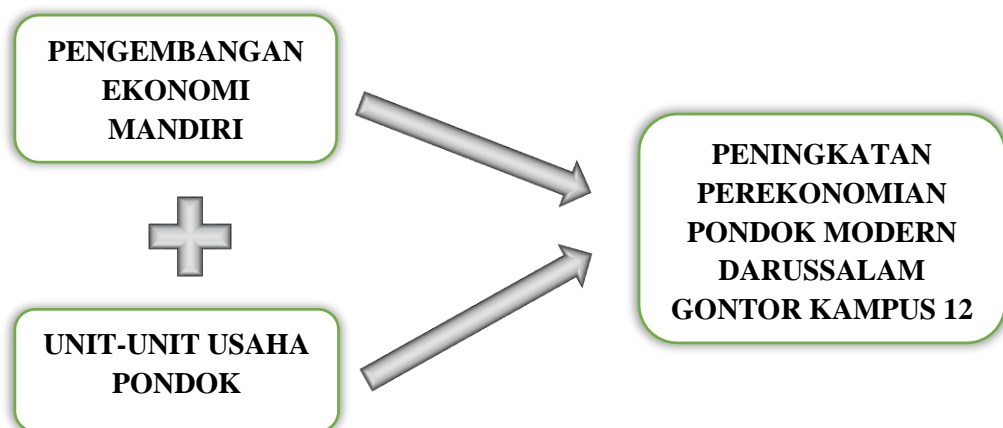 PENGEMBANGAN
EKONOMI
MANDIRI
UNIT-UNIT USAHA
PONDOK
PENINGKATAN
PEREKONOMIAN
PONDOK MODERN
DARUSSALAM
GONTOR KAMPUS 12